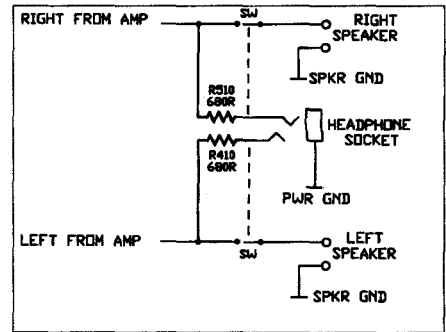 RIGHT FROM AMP
SW
RIGHT
SPEAKER
SPKR GND
R510
680R
HEADPHONE
SOCKET
R410
680R
PWR GND
LEFT FROM AMP
SW
LEFT
SPEAKER
SPKR GND